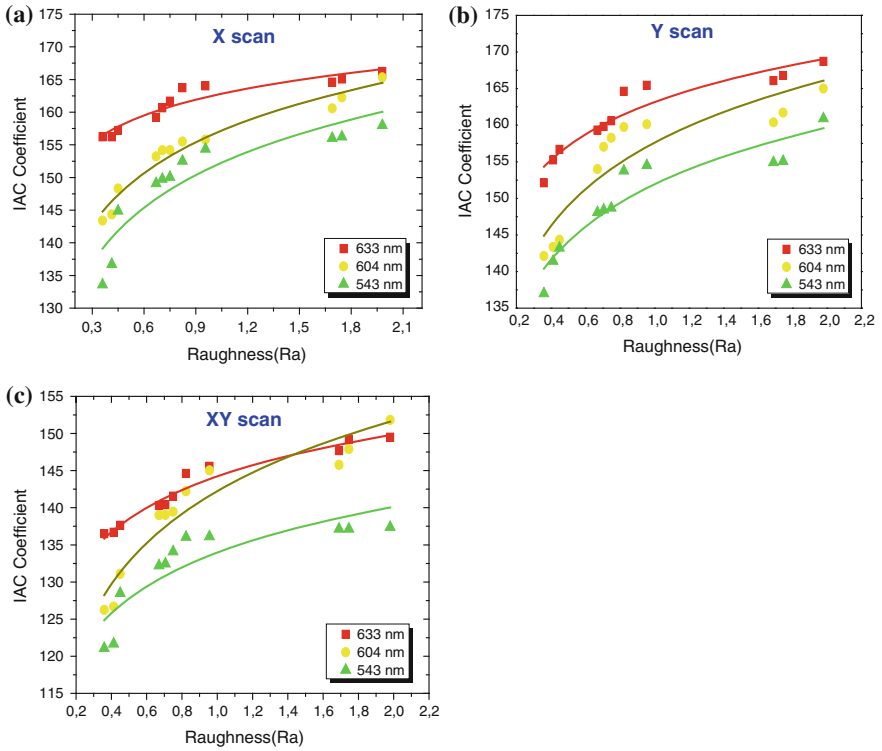 (a)
X scan
170
165
160
155
150
145
140
135
130
IAC Coefficient
0,3 0,6 0,9 1,2 1,5 1,8 2,1
Raughness(Ra)
633 nm
604 nm
543 nm
(b)
Y scan
175
170
165
160
155
150
145
140
135
IAC Coefficient
0,2 0,4 0,6 0,8 1,0 1,2 1,4 1,6 1,8 2,0 2,2
Raughness(Ra)
633 nm
604 nm
543 nm
(c)
XY scan
155
150
145
140
135
130
125
120
115
IAC Coefficient
0,2 0,4 0,6 0,8 1,0 1,2 1,4 1,6 1,8 2,0 2,2
Raughness(Ra)
633 nm
604 nm
543 nm